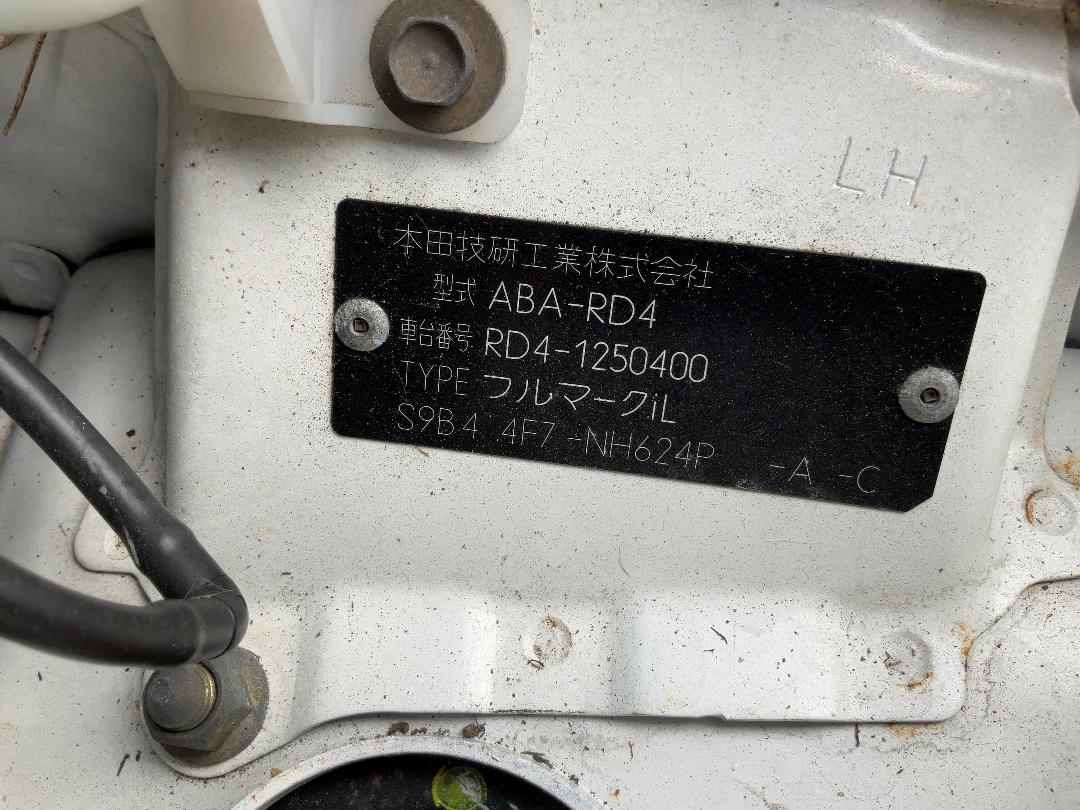 LH
本田技研工業株式会社
型式 ABA-RD4
車台番号 RD4-1250400
TYPE フルマークiL
S9B4 4F7 -NH624P -A -C